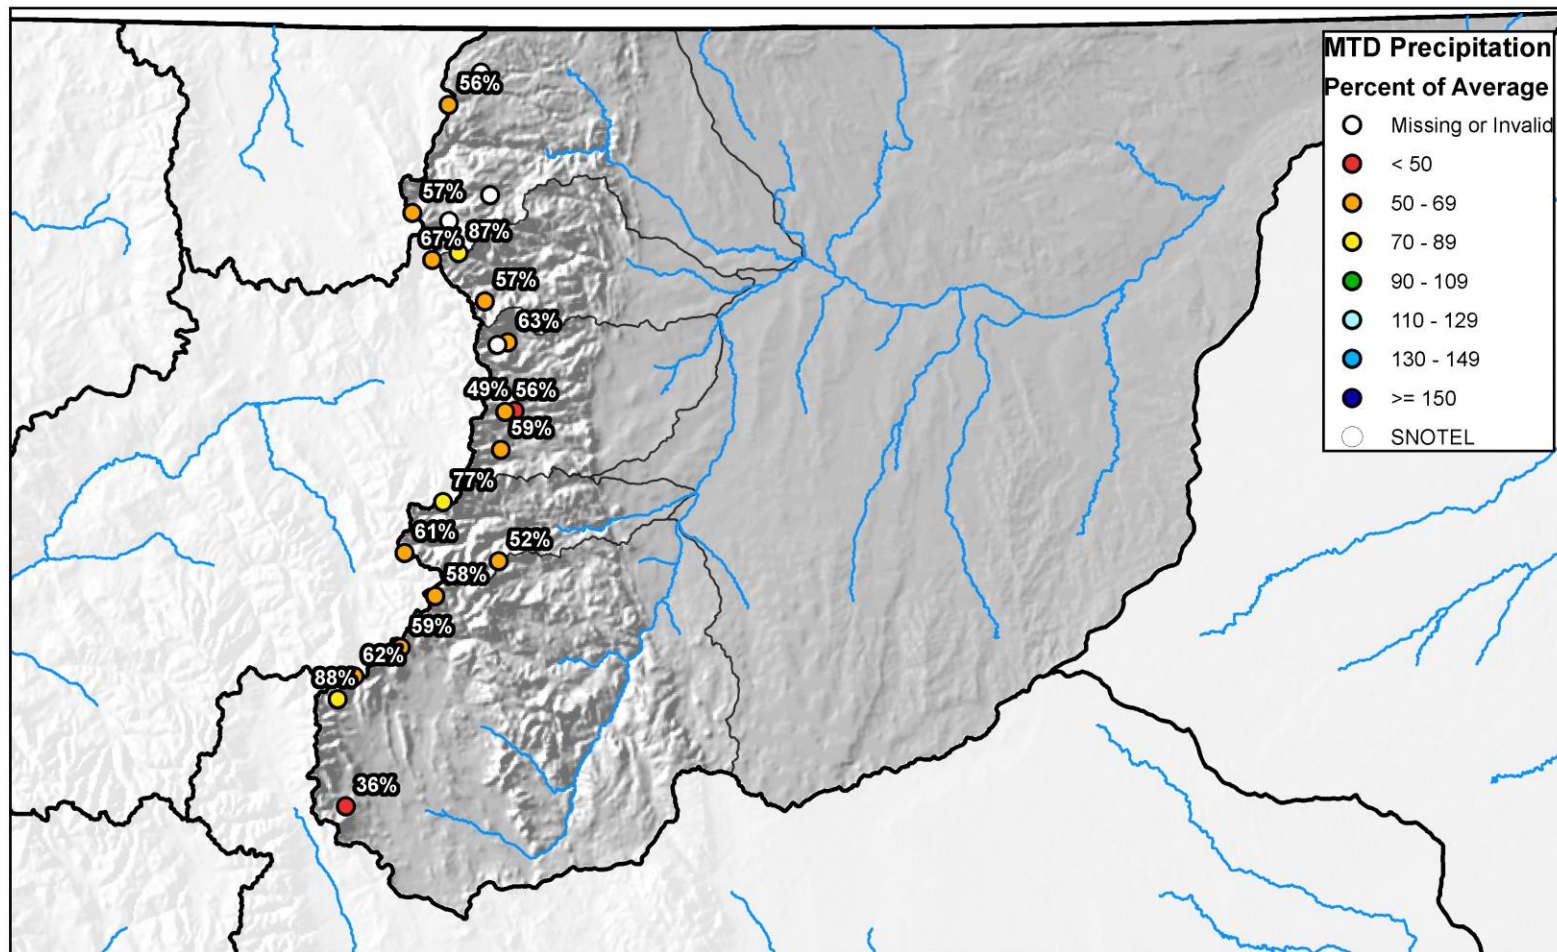 MTD Precipitation
Percent of Average
Missing or Invalid
< 50
50 - 69
70 - 89
90 - 109
110 - 129
130 - 149
>= 150
SNOTEL
56%
57%
67% 87%
57%
63%
49% 56%
59%
77%
61%
52%
58%
59%
62%
88%
36%